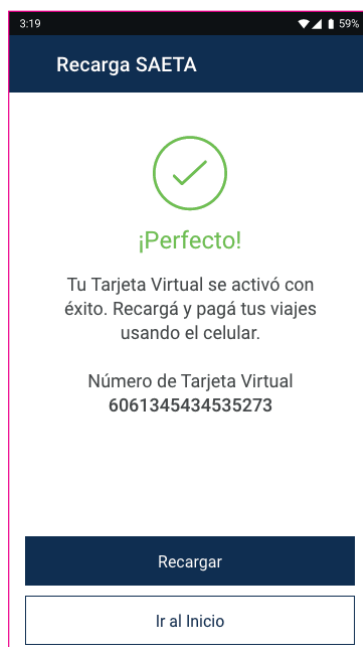 3:19 59%
Recarga SAETA
¡Perfecto!
Tu Tarjeta Virtual se activó con
éxito. Recargá y pagá tus viajes
usando el celular.
Número de Tarjeta Virtual
6061345434535273
Recargar
Ir al Inicio